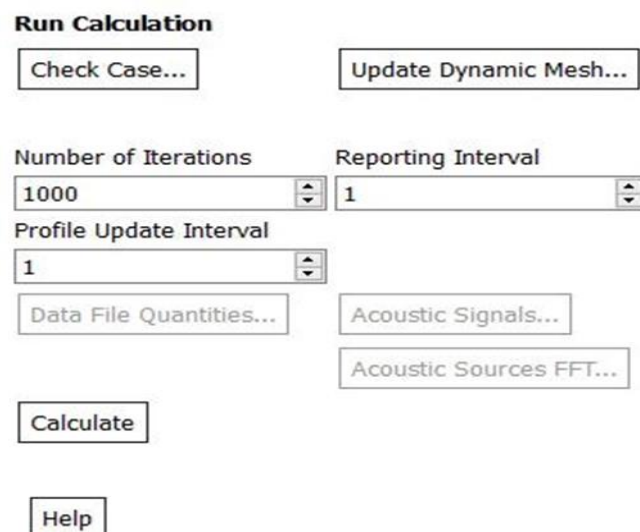 Run Calculation
Check Case... Update Dynamic Mesh...
Number of Iterations Reporting Interval
1000 1
Profile Update Interval
1
Data File Quantities... Acoustic Signals...
Acoustic Sources FFT...
Calculate
Help